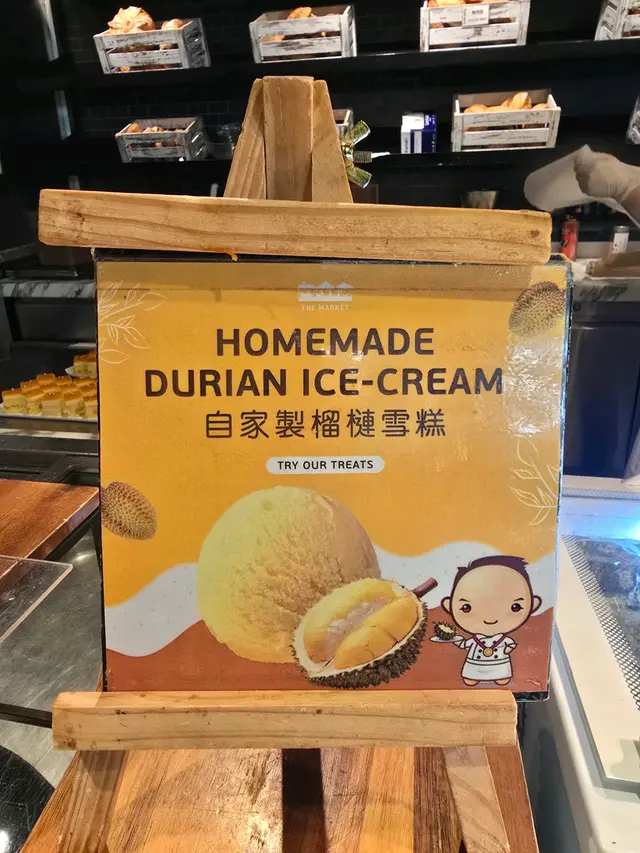 THE MARKET
HOMEMADE
DURIAN ICE-CREAM
自家製榴槤雪糕
TRY OUR TREATS